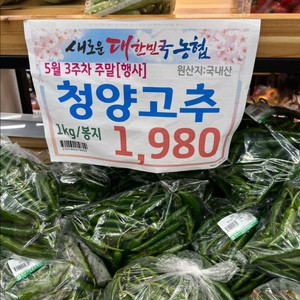 새로운 대한민국 농협
5월 3주차 주말[행사]
원산지:국내산
청양고추
1kg/봉지
1,980